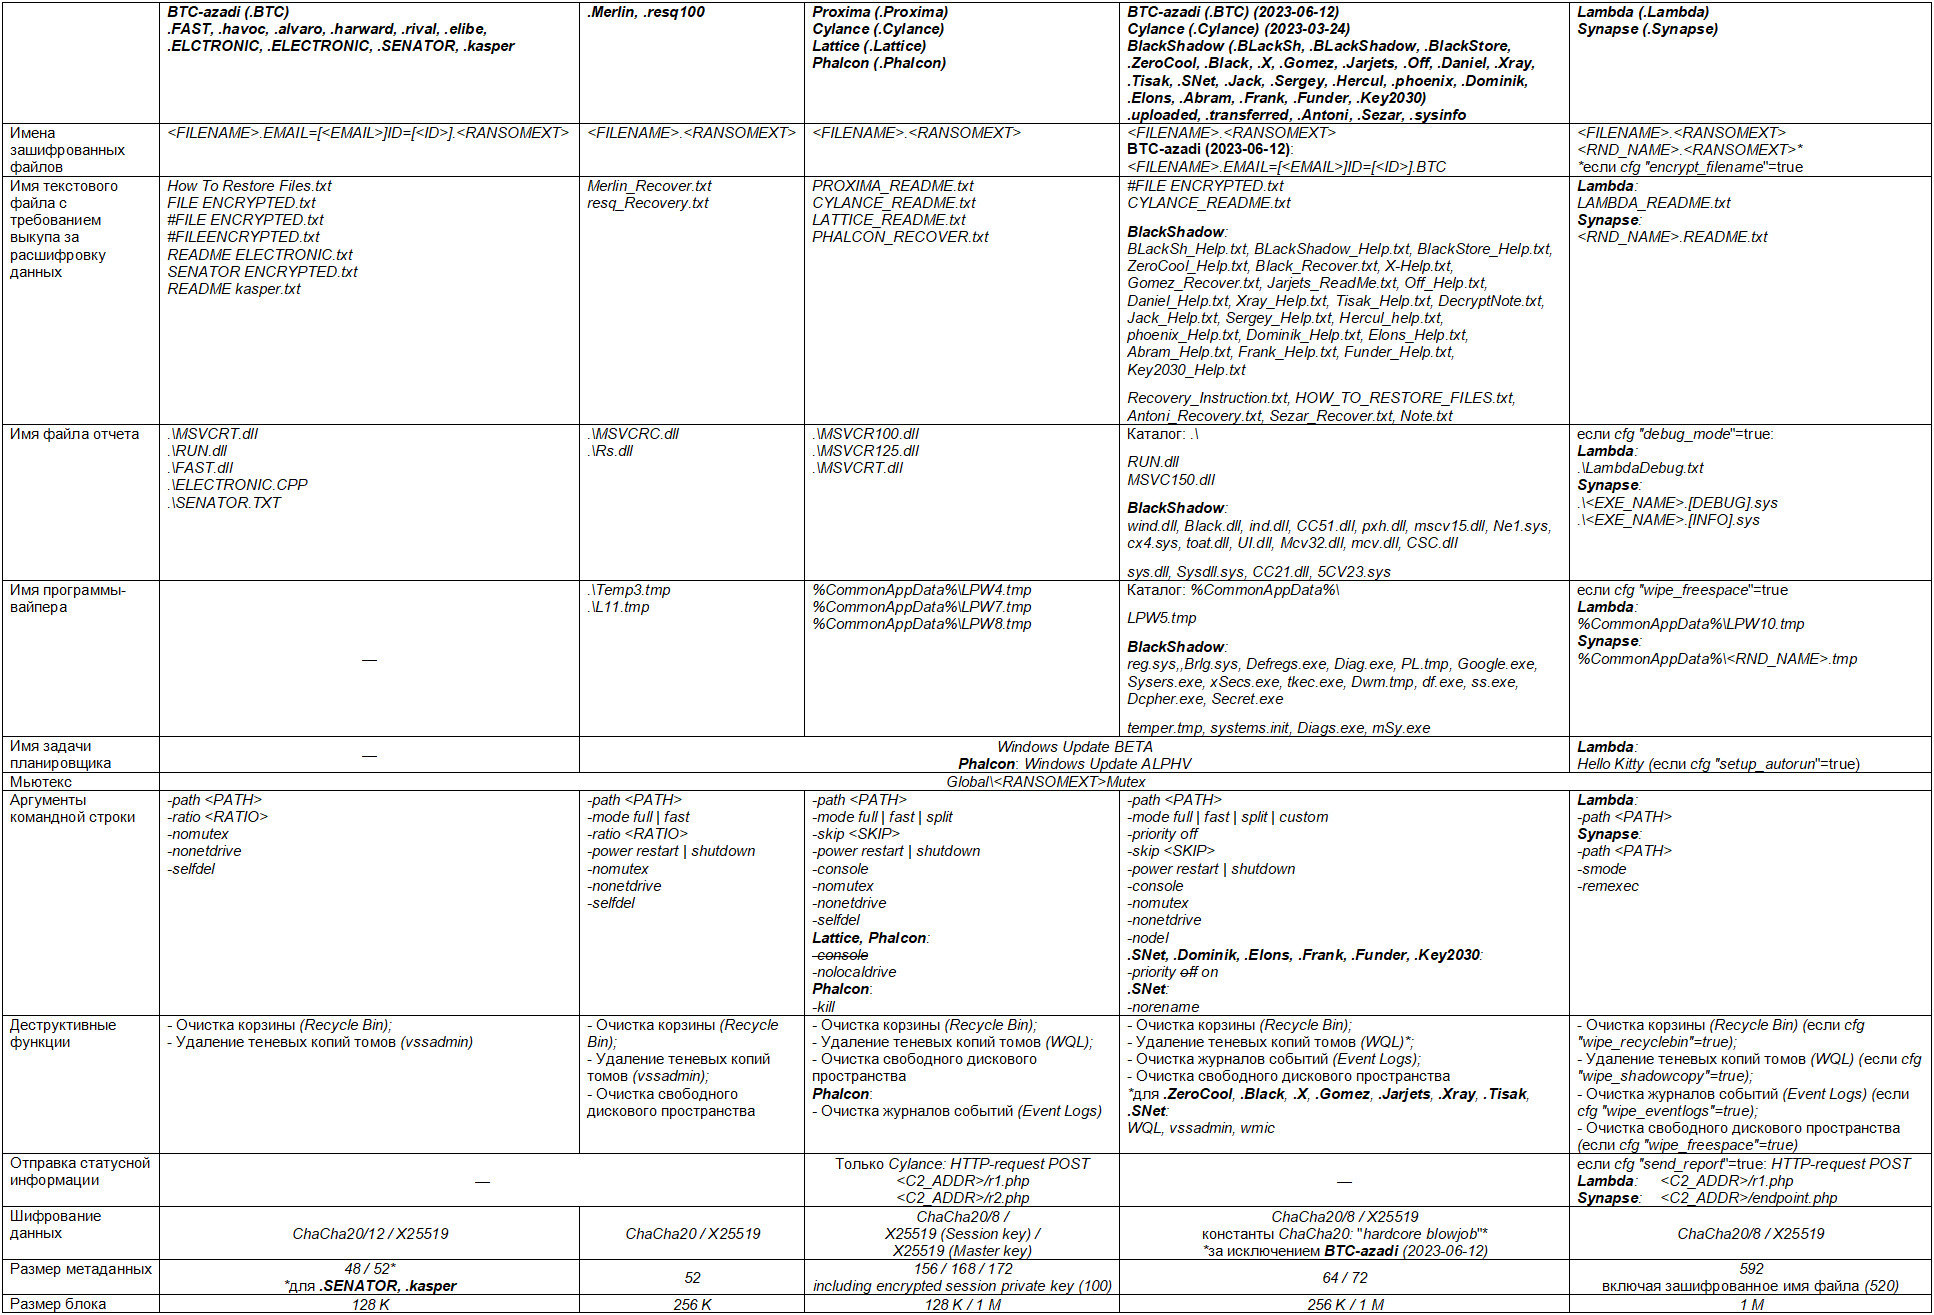 BTC-azadi (.BTC)
.FAST, .havoc, .alvaro, .harward, .rival, .elibe,
.ELCTRONIC, .ELECTRONIC, .SENATOR, .kasper
.Merlin, .resq100
Proxima (.Proxima)
Cylance (.Cylance)
Lattice (.Lattice)
Phalcon (.Phalcon)
BTC-azadi (.BTC) (2023-06-12)
Cylance (.Cylance) (2023-03-24)
BlackShadow (.BLackSh, .BLackShadow, .BlackStore,
.ZeroCool, .Black, .X, .Gomez, .Jarjets, .Off, .Daniel, .Xray,
.Tisak, .SNet, .Jack, .Sergey, .Hercul, .phoenix, .Dominik,
.Elons, .Abram, .Frank, .Funder, .Key2030)
.uploaded, .transferred, .Antoni, .Sezar, .sysinfo
Lambda (.Lambda)
Synapse (.Synapse)
Имена
зашифрованных
файлов
<FILENAME>.EMAIL=[<EMAIL>]ID=[<ID>].<RANSOMEXT>
<FILENAME>.<RANSOMEXT>
<FILENAME>.<RANSOMEXT>
<FILENAME>.<RANSOMEXT>
BTC-azadi (2023-06-12):
<FILENAME>.EMAIL=[<EMAIL>]ID=[<ID>].BTC
<FILENAME>.<RANSOMEXT>
<RND_NAME>.<RANSOMEXT>*
*если cfg "encrypt_filename"=true
Имя текстового
файла с
требованием
выкупа за
расшифровку
данных
How To Restore Files.txt
FILE ENCRYPTED.txt
#FILE ENCRYPTED.txt
#FILEENCRYPTED.txt
README ELECTRONIC.txt
SENATOR ENCRYPTED.txt
README kasper.txt
Merlin_Recover.txt
resq_Recovery.txt
PROXIMA_README.txt
CYLANCE_README.txt
LATTICE_README.txt
PHALCON_RECOVER.txt
#FILE ENCRYPTED.txt
CYLANCE_README.txt
BlackShadow:
BLackSh_Help.txt, BLackShadow_Help.txt, BlackStore_Help.txt,
ZeroCool_Help.txt, Black_Recover.txt, X-Help.txt,
Gomez_Recover.txt, Jarjets_ReadMe.txt, Off_Help.txt,
Daniel_Help.txt, Xray_Help.txt, Tisak_Help.txt, DecryptNote.txt,
Jack_Help.txt, Sergey_Help.txt, Hercul_help.txt,
phoenix_Help.txt, Dominik_Help.txt, Elons_Help.txt,
Abram_Help.txt, Frank_Help.txt, Funder_Help.txt,
Key2030_Help.txt
Recovery_Instruction.txt, HOW_TO_RESTORE_FILES.txt,
Antoni_Recovery.txt, Sezar_Recover.txt, Note.txt
Lambda:
LAMBDA_README.txt
Synapse:
<RND_NAME>.README.txt
Имя файла отчета
.\MSVCRT.dll
.\RUN.dll
.\FAST.dll
.\ELECTRONIC.CPP
.\SENATOR.TXT
.\MSVCRC.dll
.\Rs.dll
.\MSVCR100.dll
.\MSVCR125.dll
.\MSVCRT.dll
Каталог: .\
RUN.dll
MSVC150.dll
BlackShadow:
wind.dll, Black.dll, ind.dll, CC51.dll, pxh.dll, mscv15.dll, Ne1.sys,
cx4.sys, toat.dll, UI.dll, Mcv32.dll, mcv.dll, CSC.dll
sys.dll, Sysdll.sys, CC21.dll, 5CV23.sys
если cfg "debug_mode"=true:
Lambda:
.\LambdaDebug.txt
Synapse:
.\<EXE_NAME>.[DEBUG].sys
.\<EXE_NAME>.[INFO].sys
Имя программы-
вайпера
—
.\Temp3.tmp
.\L11.tmp
%CommonAppData%\LPW4.tmp
%CommonAppData%\LPW7.tmp
%CommonAppData%\LPW8.tmp
Каталог: %CommonAppData%\
LPW5.tmp
BlackShadow:
reg.sys,,Brlg.sys, Defregs.exe, Diag.exe, PL.tmp, Google.exe,
Sysers.exe, xSecs.exe, tkec.exe, Dwm.tmp, df.exe, ss.exe,
Dcpher.exe, Secret.exe
temper.tmp, systems.init, Diags.exe, mSy.exe
если cfg "wipe_freespace"=true
Lambda:
%CommonAppData%\LPW10.tmp
Synapse:
%CommonAppData%\<RND_NAME>.tmp
Имя задачи
планировщика
—
Windows Update BETA
Phalcon: Windows Update ALPHV
Lambda:
Hello Kitty (если cfg "setup_autorun"=true)
Мьютекс
Global\<RANSOMEXT>Mutex
Аргументы
командной строки
-path <PATH>
-ratio <RATIO>
-nomutex
-nonetdrive
-selfdel
-path <PATH>
-mode full | fast
-ratio <RATIO>
-power restart | shutdown
-nomutex
-nonetdrive
-selfdel
-path <PATH>
-mode full | fast | split
-skip <SKIP>
-power restart | shutdown
-console
-nomutex
-nonetdrive
-selfdel
Lattice, Phalcon:
-console
-nolocaldrive
Phalcon:
-kill
-path <PATH>
-mode full | fast | split | custom
-priority off
-skip <SKIP>
-power restart | shutdown
-console
-nomutex
-nonetdrive
-nodel
.SNet, .Dominik, .Elons, .Frank, .Funder, .Key2030:
-priority off on
.SNet:
-norename
Lambda:
-path <PATH>
Synapse:
-path <PATH>
-smode
-remexec
Деструктивные
функции
- Очистка корзины (Recycle Bin);
- Удаление теневых копий томов (vssadmin)
- Очистка корзины (Recycle
Bin);
- Удаление теневых копий
томов (vssadmin);
- Очистка свободного
дискового пространства
- Очистка корзины (Recycle Bin);
- Удаление теневых копий томов (WQL);
- Очистка свободного дискового
пространства
Phalcon:
- Очистка журналов событий (Event Logs)
- Очистка корзины (Recycle Bin);
- Удаление теневых копий томов (WQL)*;
- Очистка журналов событий (Event Logs);
- Очистка свободного дискового пространства
*для .ZeroCool, .Black, .X, .Gomez, .Jarjets, .Xray, .Tisak,
.SNet:
WQL, vssadmin, wmic
- Очистка корзины (Recycle Bin) (если cfg
"wipe_recyclebin"=true);
- Удаление теневых копий томов (WQL) (если cfg
"wipe_shadowcopy"=true);
- Очистка журналов событий (Event Logs) (если
cfg "wipe_eventlogs"=true);
- Очистка свободного дискового пространства
(если cfg "wipe_freespace"=true)
Отправка статусной
информации
—
Только Cylance: HTTP-request POST
<C2_ADDR>/r1.php
<C2_ADDR>/r2.php
—
если cfg "send_report"=true: HTTP-request POST
Lambda: <C2_ADDR>/r1.php
Synapse: <C2_ADDR>/endpoint.php
Шифрование
данных
ChaCha20/12 / X25519
ChaCha20 / X25519
ChaCha20/8 /
X25519 (Session key) /
X25519 (Master key)
ChaCha20/8 / X25519
константы ChaCha20: "hardcore blowjob"*
*за исключением BTC-azadi (2023-06-12)
ChaCha20/8 / X25519
Размер метаданных
48 / 52*
*для .SENATOR, .kasper
52
156 / 168 / 172
including encrypted session private key (100)
64 / 72
592
включая зашифрованное имя файла (520)
Размер блока
128 K
256 K
128 K / 1 M
256 K / 1 M
1 M